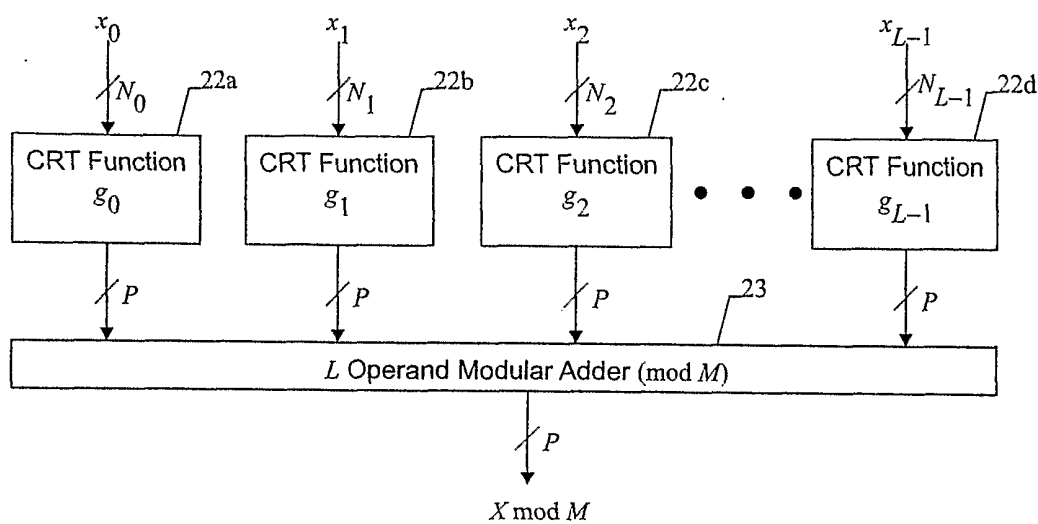 x0 x1 x2 xL−1
N0 22a N1 22b N2 22c NL−1 22d
CRT Function CRT Function CRT Function CRT Function
g0 g1 g2 gL−1
P P P P
23
L Operand Modular Adder (mod M)
P
X mod M